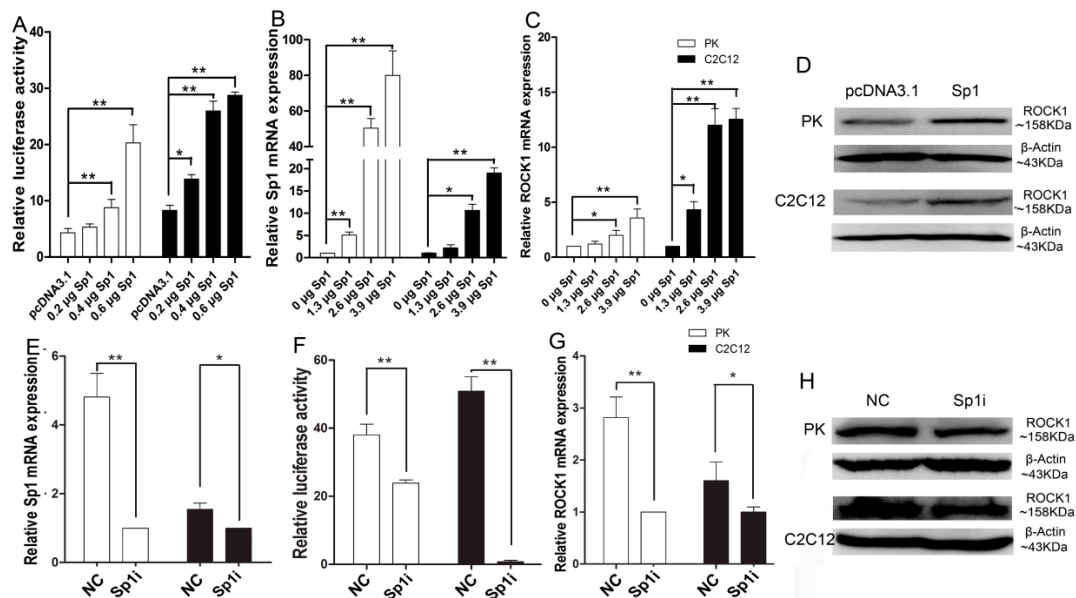 A
Relative luciferase activity
40
30
20
10
0
** ** ** ** *
pcDNA3.1
0.2 μg Sp1
0.4 μg Sp1
0.6 μg Sp1
pcDNA3.1
0.2 μg Sp1
0.4 μg Sp1
0.6 μg Sp1
B
Relative Sp1 mRNA expression
100
80
60
40
20
15
10
5
0
** ** ** ** *
0 μg Sp1
1.3 μg Sp1
2.6 μg Sp1
3.9 μg Sp1
0 μg Sp1
1.3 μg Sp1
2.6 μg Sp1
3.9 μg Sp1
PK
C2C12
C
Relative ROCK1 mRNA expression
20
15
10
5
0
** * ** ** *
0 μg Sp1
1.3 μg Sp1
2.6 μg Sp1
3.9 μg Sp1
0 μg Sp1
1.3 μg Sp1
2.6 μg Sp1
3.9 μg Sp1
D
pcDNA3.1 Sp1
PK
ROCK1
~158KDa
β-Actin
~43KDa
C2C12
ROCK1
~158KDa
β-Actin
~43KDa
E
Relative Sp1 mRNA expression
6
4
2
0
** *
NC Sp1i NC Sp1i
F
Relative luciferase activity
60
40
20
0
** **
NC Sp1i NC Sp1i
G
PK
C2C12
Relative ROCK1 mRNA expression
4
3
2
1
0
** *
NC Sp1i NC Sp1i
H
NC Sp1i
PK
ROCK1
~158KDa
β-Actin
~43KDa
ROCK1
~158KDa
C2C12
β-Actin
~43KDa